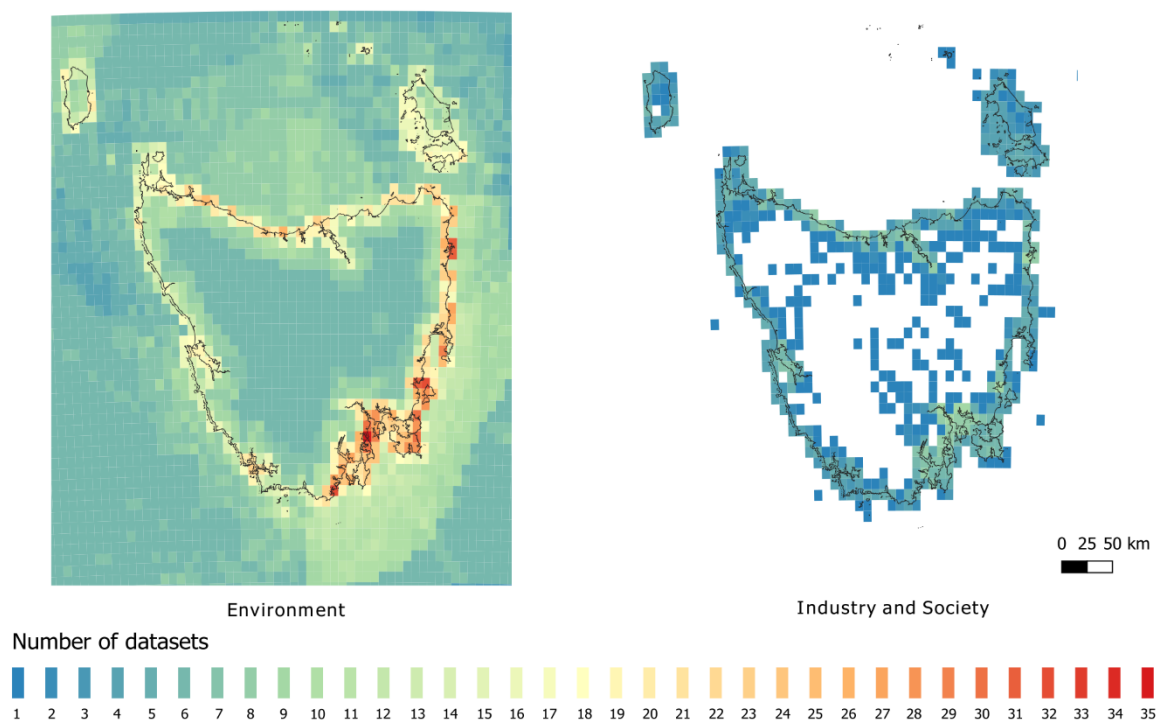 0 25 50 km
Environment
Industry and Society
Number of datasets
1 2 3 4 5 6 7 8 9 10 11 12 13 14 15 16 17 18 19 20 21 22 23 24 25 26 27 28 29 30 31 32 33 34 35